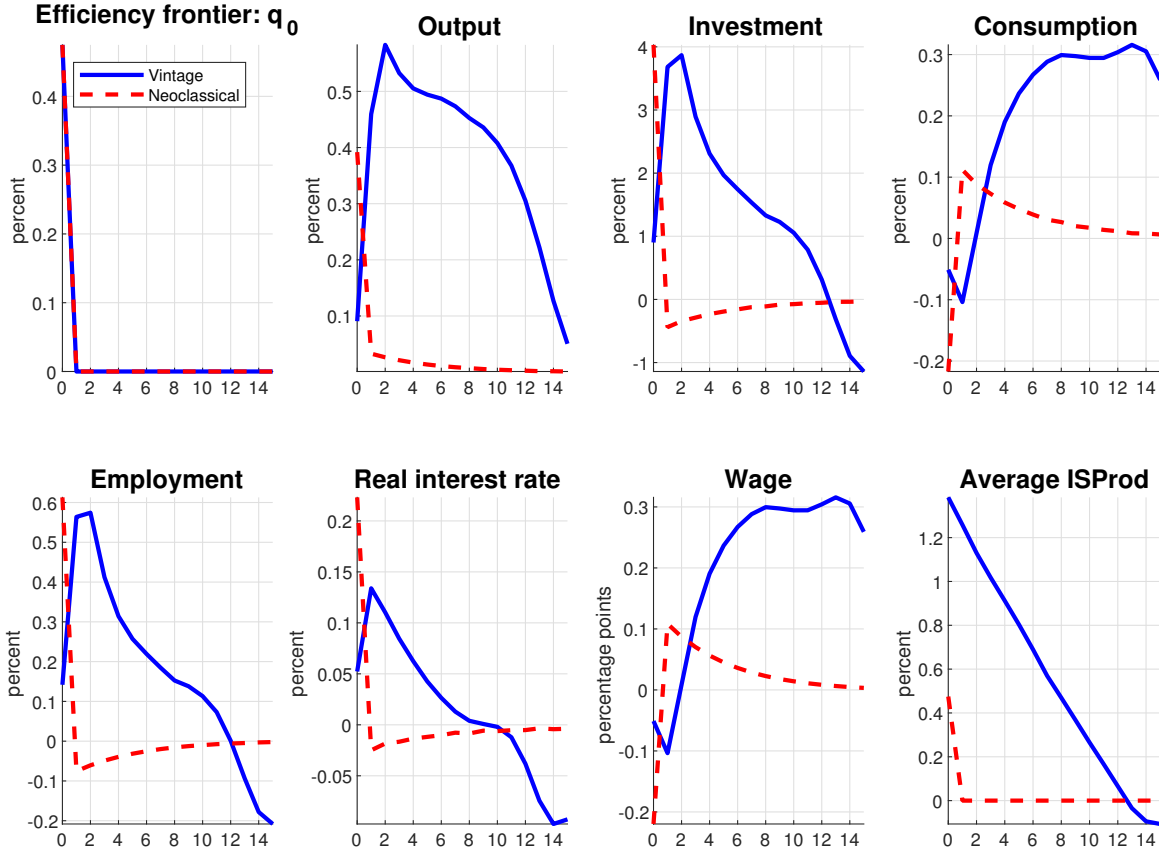 Efficiency frontier: q0
Output
Investment
Consumption
Vintage
Neoclassical
percent
0.4
0.3
0.2
0.1
0
0 2 4 6 8 10 12 14
percent
0.5
0.4
0.3
0.2
0.1
0 2 4 6 8 10 12 14
percent
4
3
2
1
0
-1
0 2 4 6 8 10 12 14
percent
0.3
0.2
0.1
0
-0.1
-0.2
0 2 4 6 8 10 12 14
Employment
Real interest rate
Wage
Average ISProd
percent
0.6
0.5
0.4
0.3
0.2
0.1
0
-0.1
-0.2
0 2 4 6 8 10 12 14
percent
0.2
0.15
0.1
0.05
0
-0.05
0 2 4 6 8 10 12 14
percentage points
0.3
0.2
0.1
0
-0.1
-0.2
0 2 4 6 8 10 12 14
percent
1.2
1
0.8
0.6
0.4
0.2
0
0 2 4 6 8 10 12 14